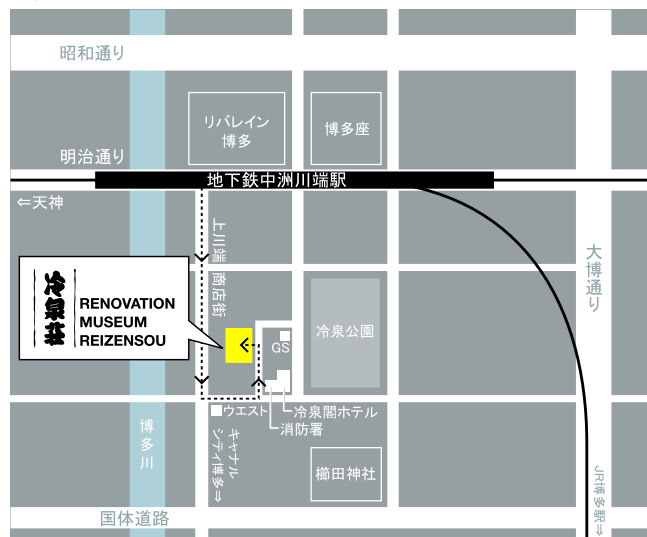 昭和通り
リバレイン
博多
博多座
明治通り
地下鉄中洲川端駅
⇐天神
上川端
商店街
大博通り
冷泉荘
RENOVATION
MUSEUM
REIZENSOU
GS
冷泉公園
ウエスト
冷泉閣ホテル
消防署
博多川
キャナル
シティ博多⇒
櫛田神社
JR博多駅⇒
国体道路